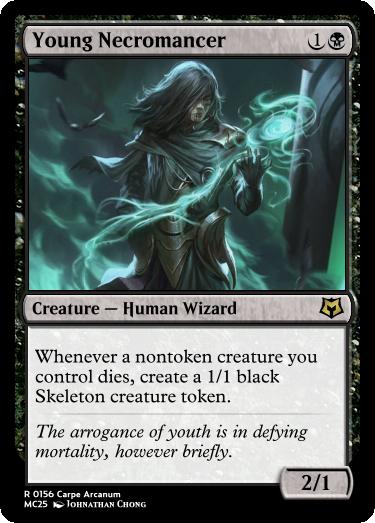 Young Necromancer 1
Creature — Human Wizard
Whenever a nontoken creature you
control dies, create a 1/1 black
Skeleton creature token.
The arrogance of youth is in defying
mortality, however briefly.
2/1
R 0156 Carpe Arcanum
MC25 Johnathan Chong